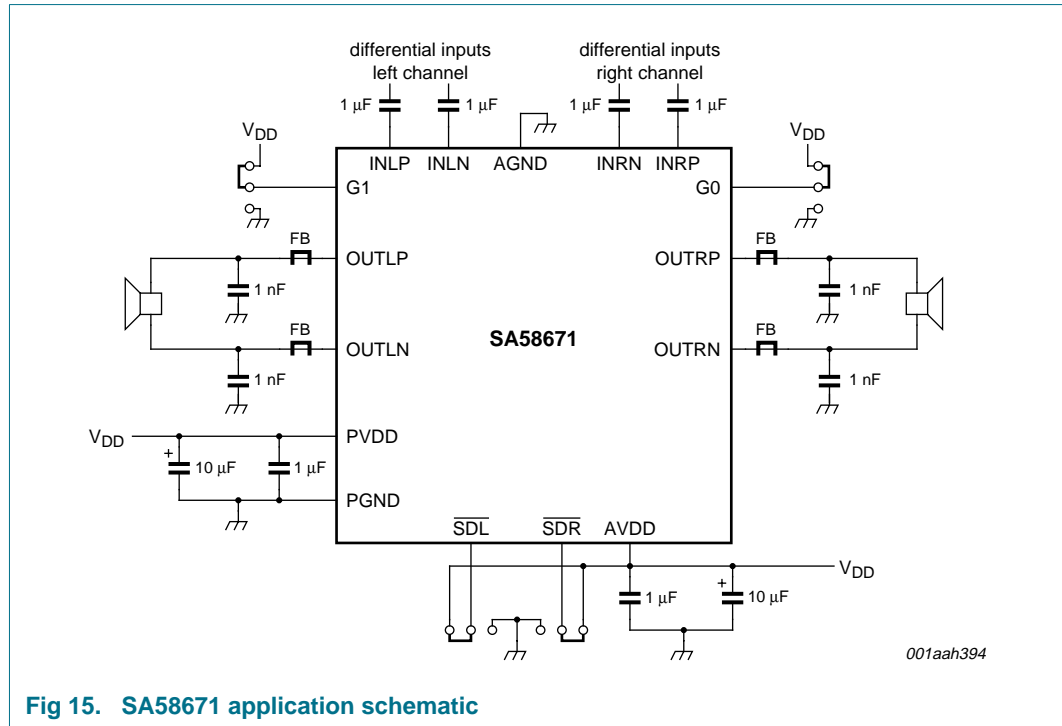 differential inputs
left channel
differential inputs
right channel
1 μF
1 μF
1 μF
1 μF
VDD
VDD
INLP
INLN
AGND
INRN
INRP
G1
G0
FB
OUTLP
OUTRP
FB
1 nF
1 nF
FB
OUTLN
SA58671
OUTRN
FB
1 nF
1 nF
VDD
PVDD
+
10 μF
1 μF
PGND
SDL
SDR
AVDD
VDD
1 μF
+
10 μF
001aah394
Fig 15. SA58671 application schematic